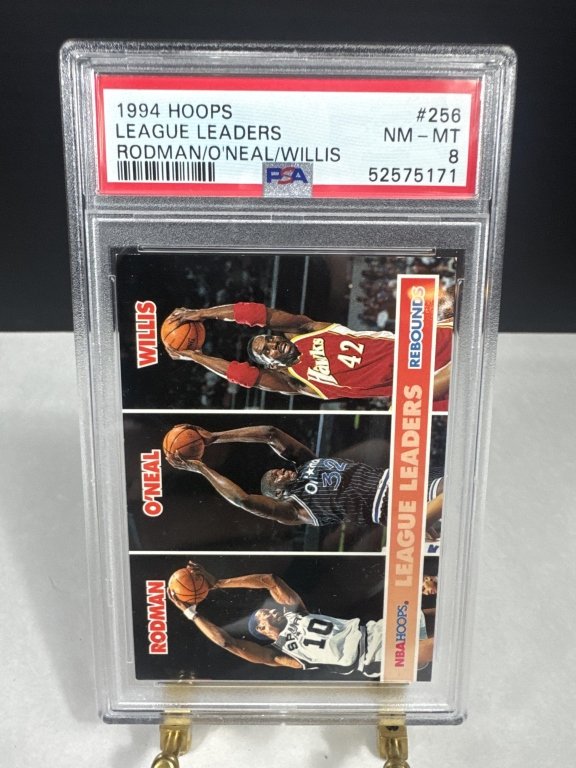 1994 HOOPS #256
LEAGUE LEADERS NM - MT
RODMAN/O'NEAL/WILLIS 8
PSA 52575171
RODMAN
O'NEAL
WILLIS
SPURS
10
32
Hawks
42
NBA HOOPS LEAGUE LEADERS REBOUNDS